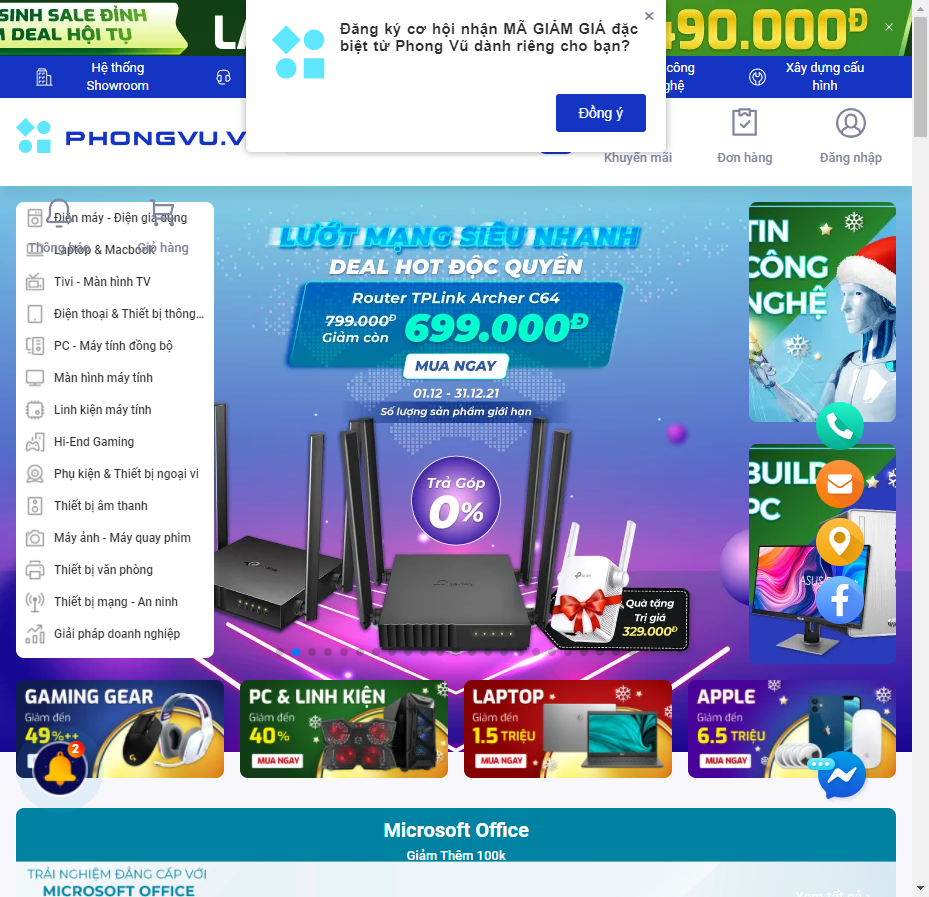 SINH SALE ĐỈNH
DEAL HỘI TỤ
490.000Đ
Đăng ký cơ hội nhận MÃ GIẢM GIÁ đặc
biệt từ Phong Vũ dành riêng cho bạn?
Đồng ý
Hệ thống
Showroom
công
Xây dựng cấu
hình
PHONGVU.V
Khuyến mãi
Đơn hàng
Đăng nhập
Thông báo
Giỏ hàng
Điện máy - Điện gia dụng
Laptop & Macbook
Tivi - Màn hình TV
Điện thoại & Thiết bị thông...
PC - Máy tính đồng bộ
Màn hình máy tính
Linh kiện máy tính
Hi-End Gaming
Phụ kiện & Thiết bị ngoại vi
Thiết bị âm thanh
Máy ảnh - Máy quay phim
Thiết bị văn phòng
Thiết bị mạng - An ninh
Giải pháp doanh nghiệp
LƯỚT MẠNG SIÊU NHANH
DEAL HOT ĐỘC QUYỀN
Router TPLink Archer C64
799.000Đ
Giảm còn
699.000Đ
MUA NGAY
01.12 - 31.12.21
Số lượng sản phẩm giới hạn
Trả Góp
0%
Quà tặng
Trị giá
329.000Đ
TIN
CÔNG
NGHỆ
BUILD
PC
GAMING GEAR
Giảm đến
49%++
2
PC & LINH KIỆN
Giảm đến
40%
MUA NGAY
LAPTOP
Giảm đến
1.5 TRIỆU
MUA NGAY
APPLE
Giảm đến
6.5 TRIỆU
MUA NGAY
Microsoft Office
Giảm Thêm 100k
TRẢI NGHIỆM ĐẲNG CẤP VỚI
MICROSOFT OFFICE
Xem tất cả